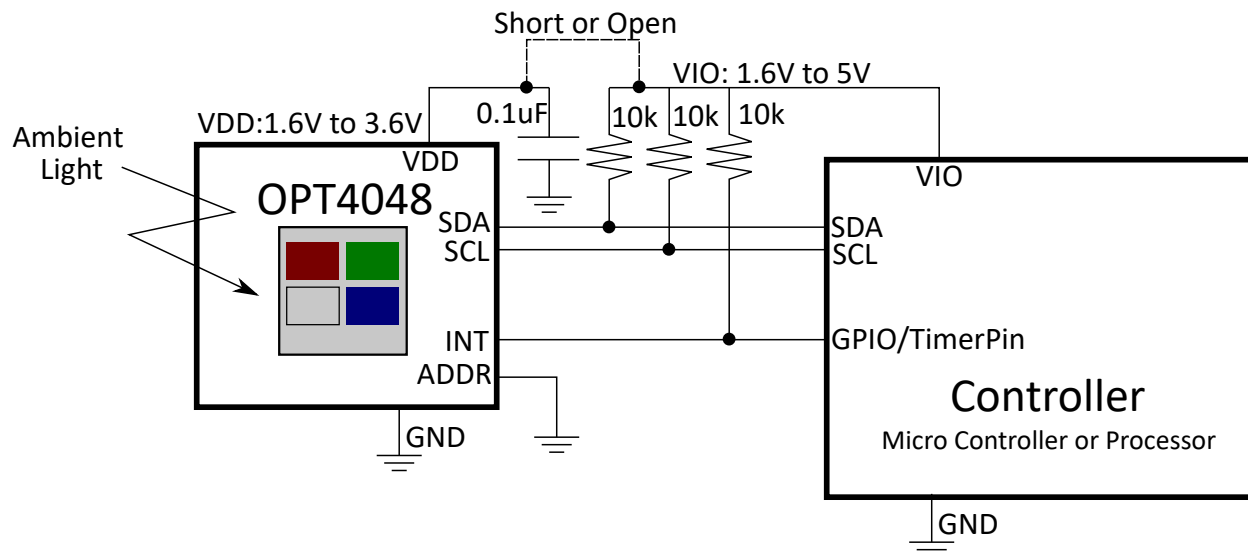 Short or Open
VIO: 1.6V to 5V
0.1uF
10k
10k
10k
VDD:1.6V to 3.6V
Ambient
Light
VDD
VIO
OPT4048
SDA
SCL
SDA
SCL
INT
GPIO/TimerPin
ADDR
Controller
Micro Controller or Processor
GND
GND